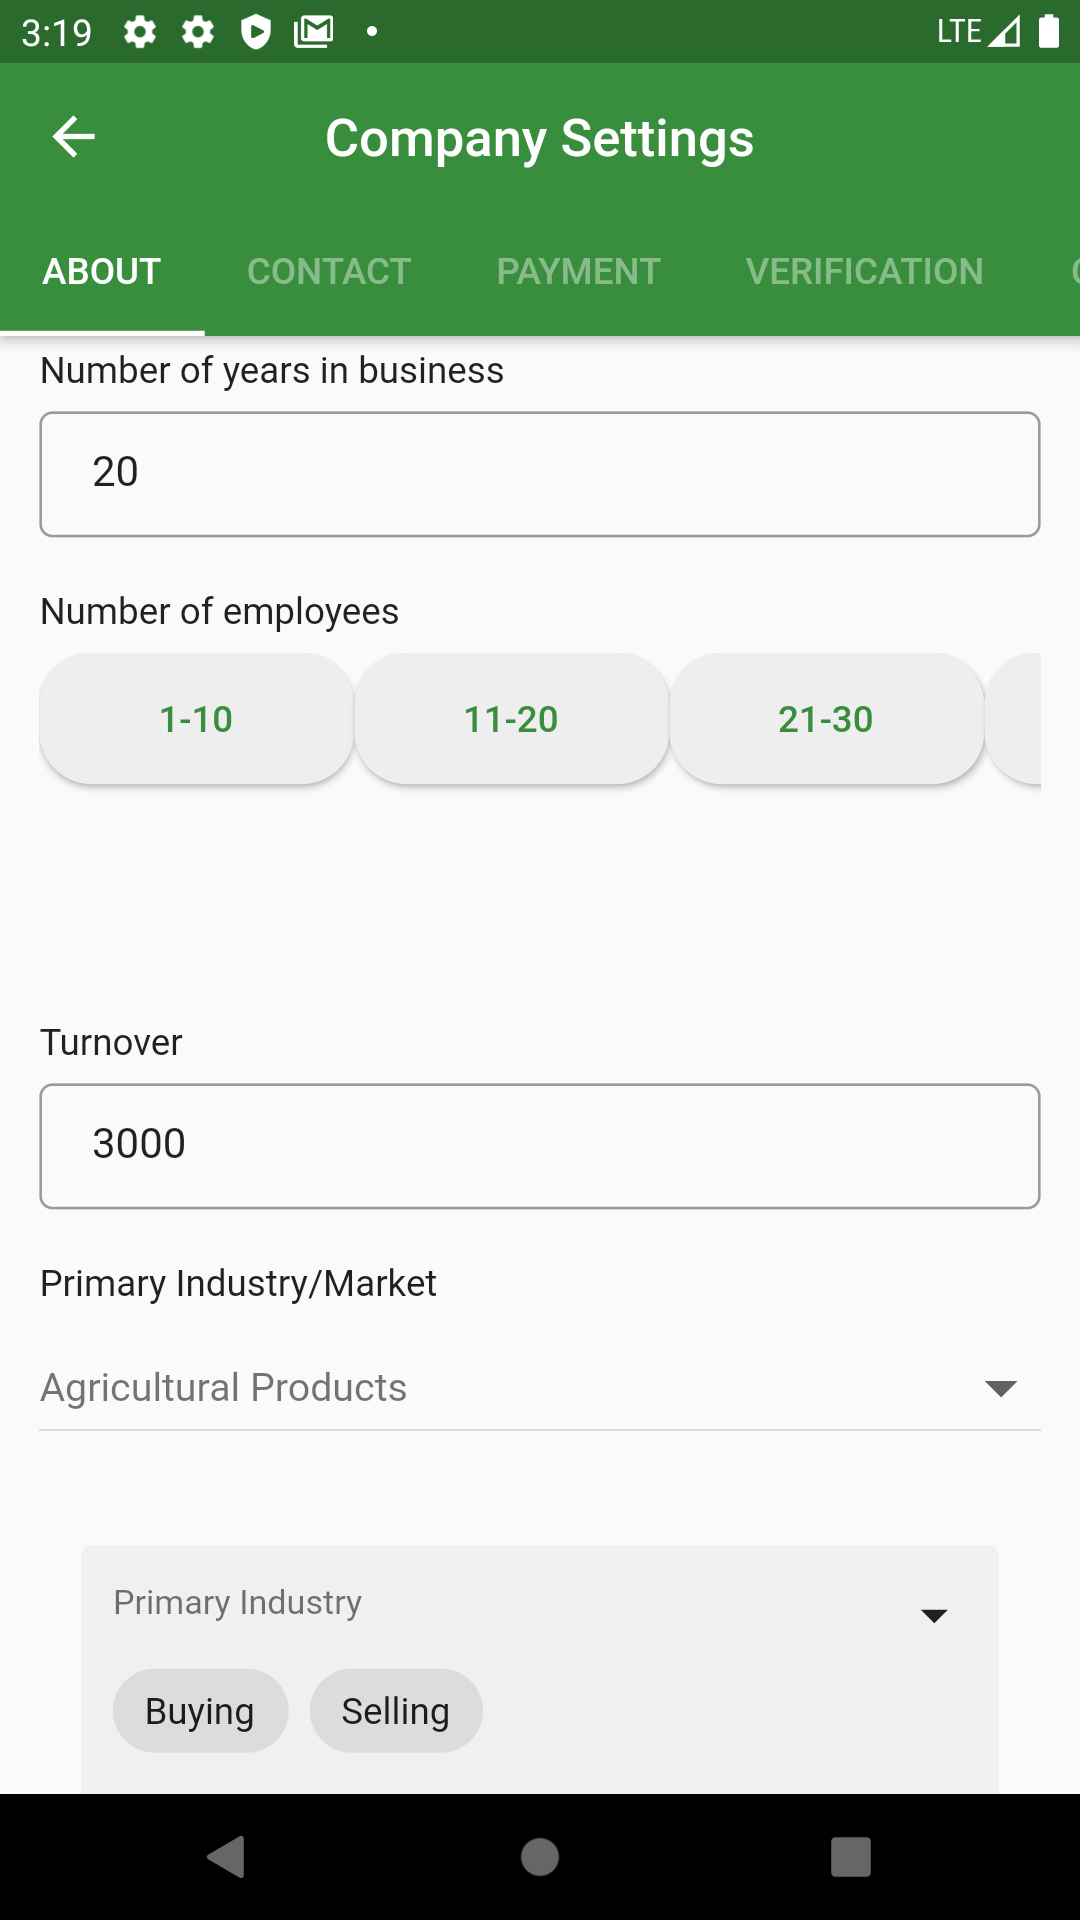 3:19 LTE
Company Settings
ABOUT CONTACT PAYMENT VERIFICATION
Number of years in business
20
Number of employees
1-10 11-20 21-30
Turnover
3000
Primary Industry/Market
Agricultural Products
Primary Industry
Buying Selling